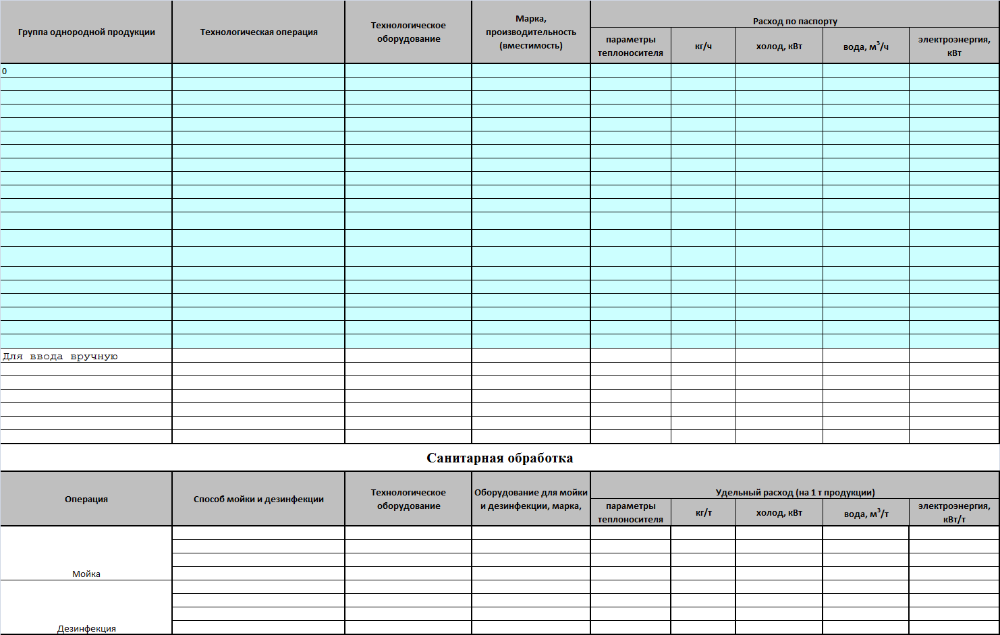 Группа однородной продукции
Технологическая операция
Технологическое
оборудование
Марка,
производительность
(вместимость)
Расход по паспорту
параметры
теплоносителя
кг/ч
холод, кВт
вода, м³/ч
электроэнергия,
кВт
0
Для ввода вручную
Санитарная обработка
Операция
Способ мойки и дезинфекции
Технологическое
оборудование
Оборудование для мойки
и дезинфекции, марка,
Удельный расход (на 1 т продукции)
параметры
теплоносителя
кг/т
холод, кВт
вода, м³/т
электроэнергия,
кВт/т
Мойка
Дезинфекция